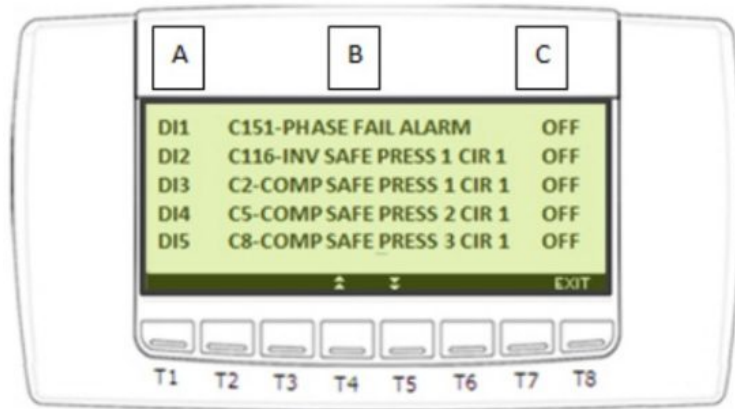 A B C
DI1 C151-PHASE FAIL ALARM OFF
DI2 C116-INV SAFE PRESS 1 CIR 1 OFF
DI3 C2-COMP SAFE PRESS 1 CIR 1 OFF
DI4 C5-COMP SAFE PRESS 2 CIR 1 OFF
DI5 C8-COMP SAFE PRESS 3 CIR 1 OFF
EXIT
T1 T2 T3 T4 T5 T6 T7 T8